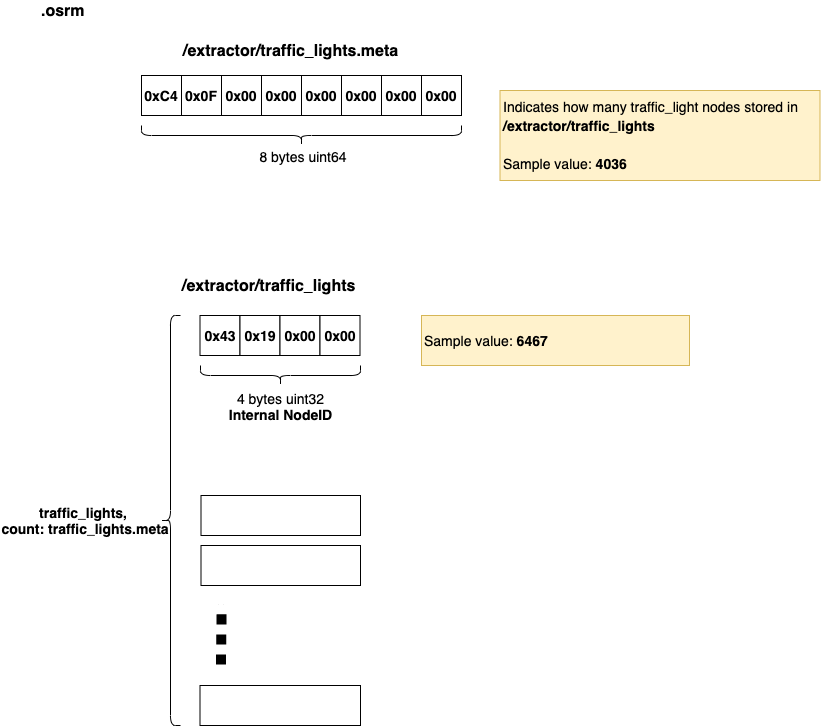 .osrm
/extractor/traffic_lights.meta
0xC4 0x0F 0x00 0x00 0x00 0x00 0x00 0x00
8 bytes uint64
Indicates how many traffic_light nodes stored in
/extractor/traffic_lights
Sample value: 4036
/extractor/traffic_lights
0x43 0x19 0x00 0x00
Sample value: 6467
4 bytes uint32
Internal NodeID
traffic_lights,
count: traffic_lights.meta